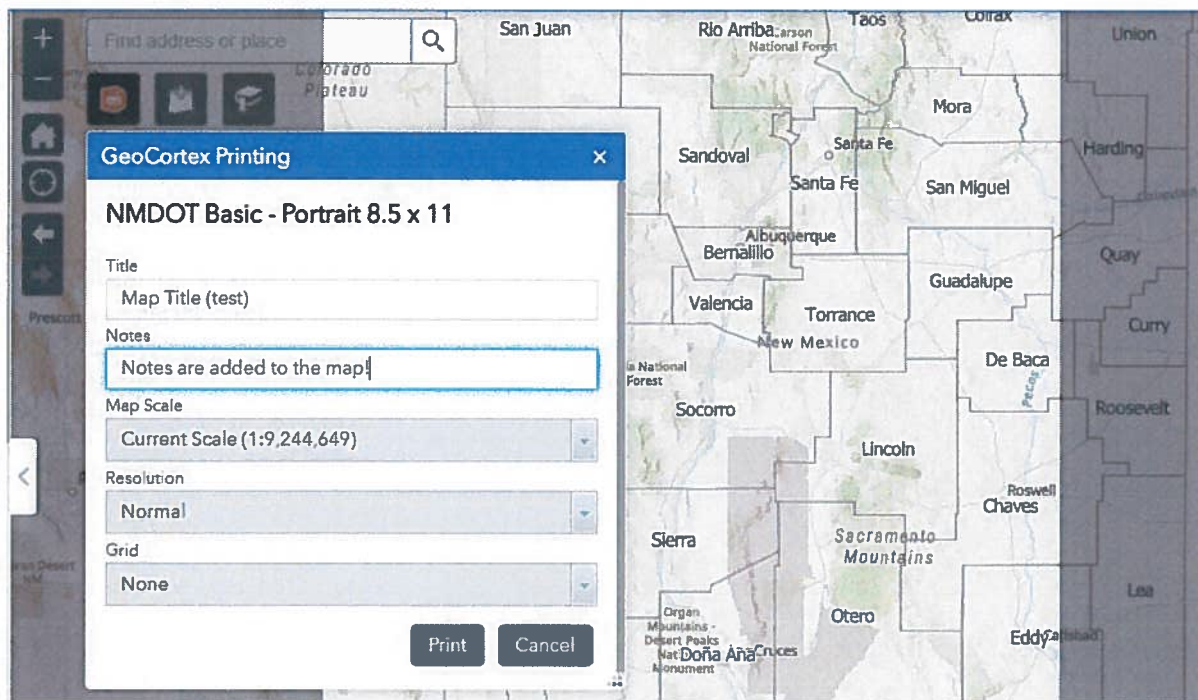 San Juan
Rio Arriba
Carson
National Forest
Taos
Colfax
Union
Find address or place
Colorado
Plateau
Mora
Harding
GeoCortex Printing
Sandoval
Santa Fe
Santa Fe
San Miguel
NMDOT Basic - Portrait 8.5 x 11
Albuquerque
Bernalillo
Quay
Guadalupe
Title
Map Title (test)
Valencia
Torrance
Prescott
Curry
Notes
New Mexico
Notes are added to the map!
De Baca
National
Forest
Pecos
Map Scale
Socorro
Roosevelt
Current Scale (1:9,244,649)
Lincoln
Resolution
Roswell
Normal
Chaves
Sierra
Sacramento
Mountains
Grid
None
Lea
Organ
Mountains -
Desert Peaks
Nat
Monument
Otero
Print
Cancel
Doña Ana
Cruces
Eddy
Carlsbad